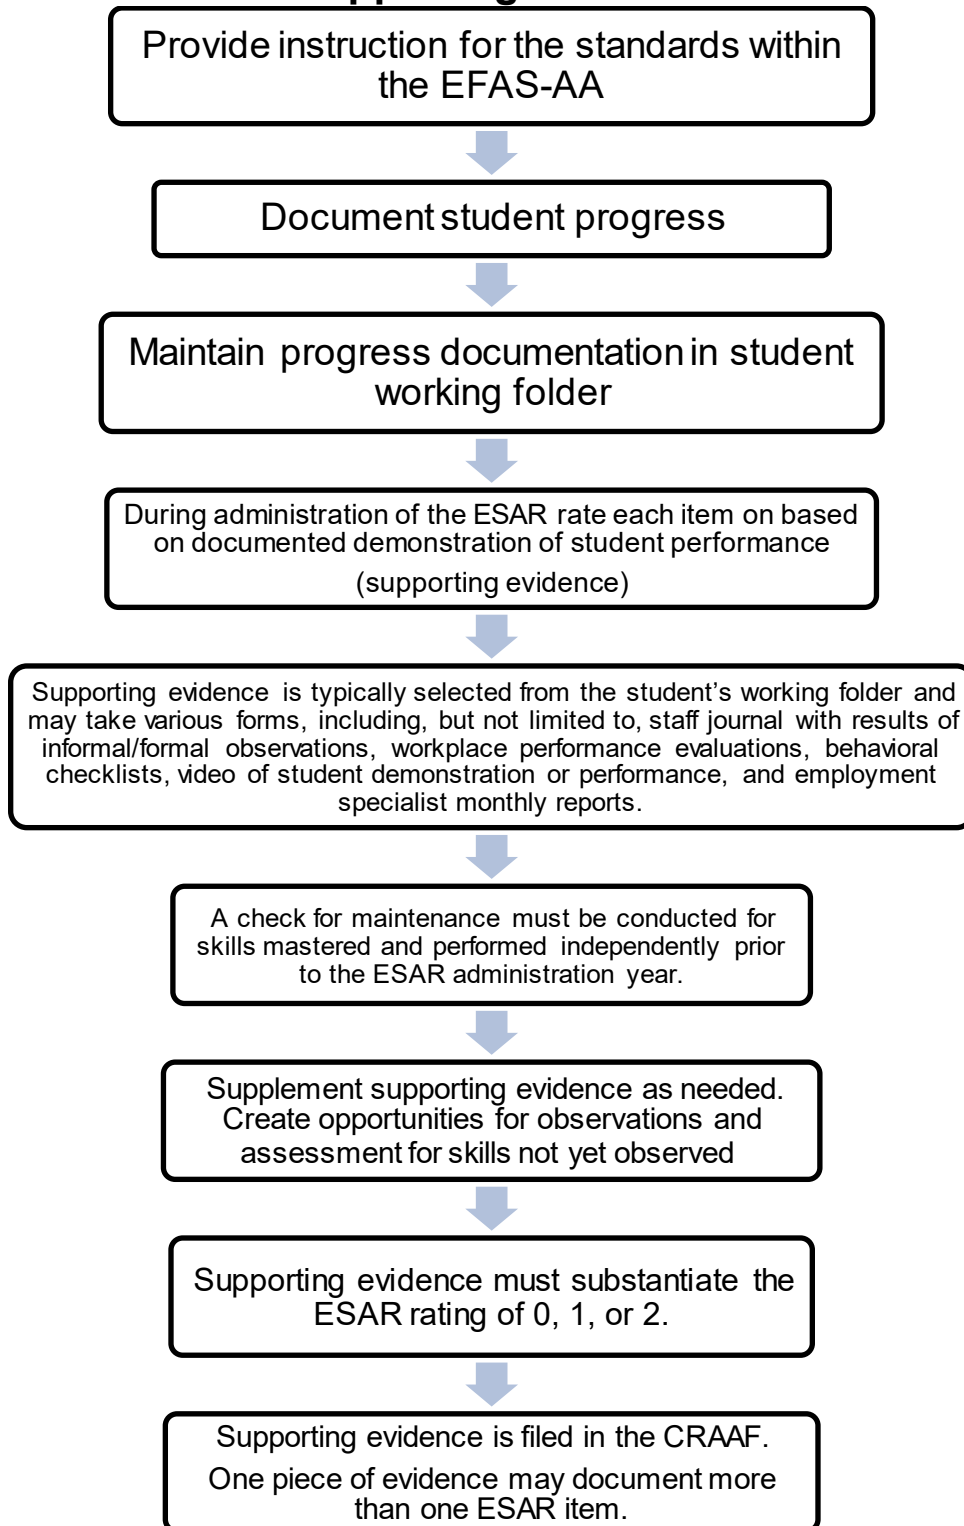 Provide instruction for the standards within
the EFAS-AA
Document student progress
Maintain progress documentation in student
working folder
During administration of the ESAR rate each item on based
on documented demonstration of student performance
(supporting evidence)
Supporting evidence is typically selected from the student’s working folder and
may take various forms, including, but not limited to, staff journal with results of
informal/formal observations, workplace performance evaluations, behavioral
checklists, video of student demonstration or performance, and employment
specialist monthly reports.
A check for maintenance must be conducted for
skills mastered and performed independently prior
to the ESAR administration year.
Supplement supporting evidence as needed.
Create opportunities for observations and
assessment for skills not yet observed
Supporting evidence must substantiate the
ESAR rating of 0, 1, or 2.
Supporting evidence is filed in the CRAAF.
One piece of evidence may document more
than one ESAR item.